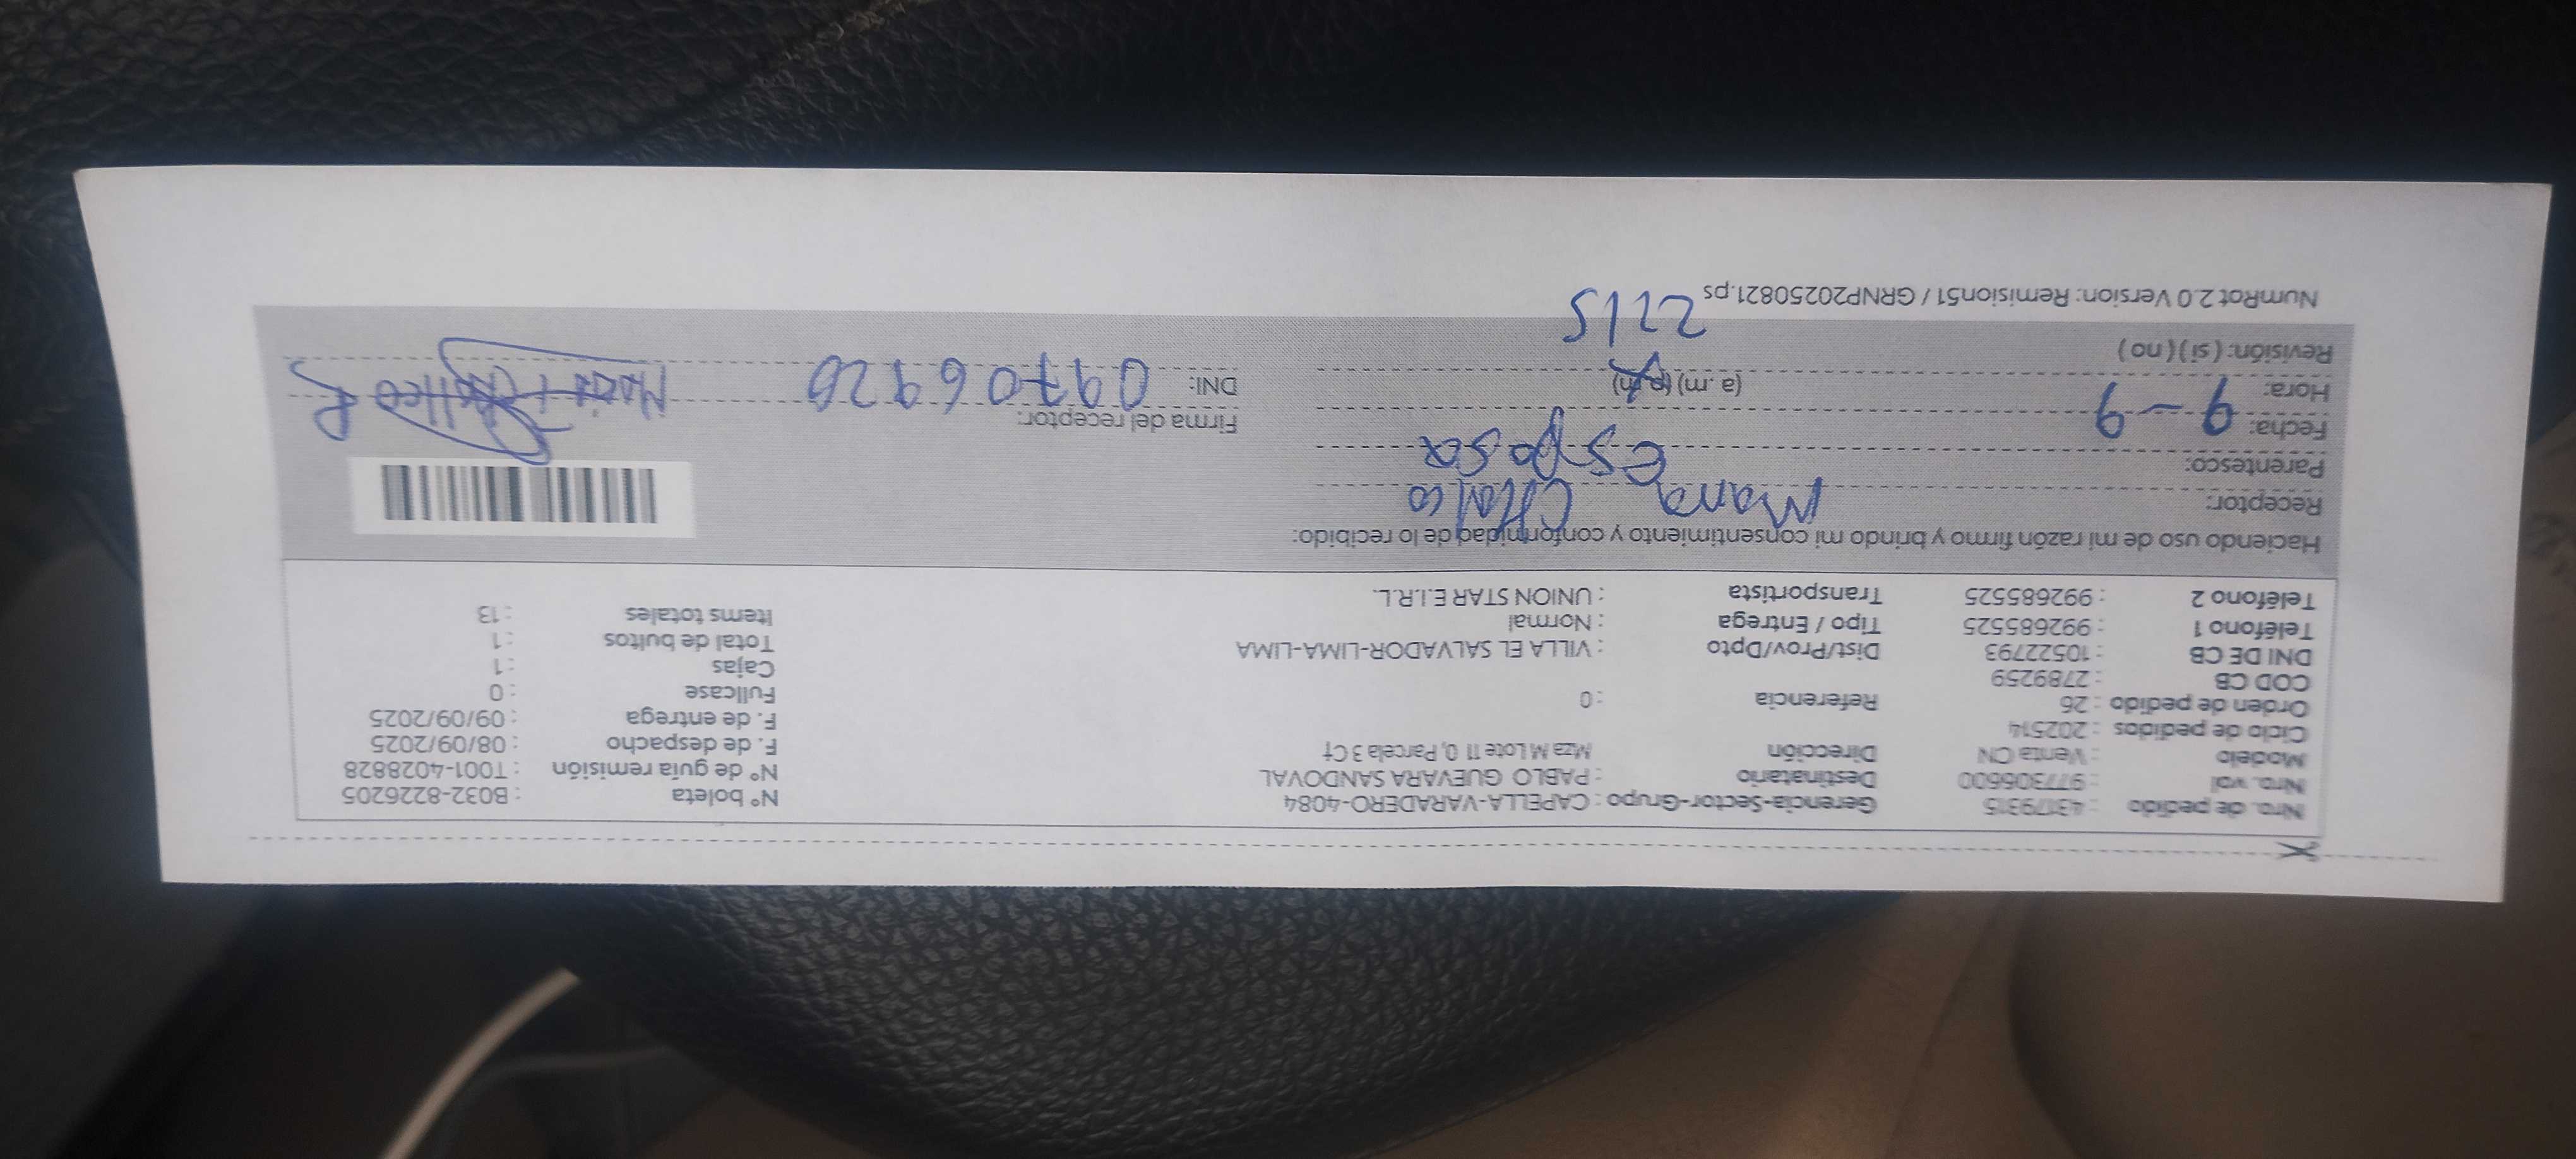 Nro. de pedido : 43179315 Gerencia-Sector-Grupo : CAPELLA-VARADERO-4084 N° boleta : B032-8226205
Nro. vol : 977306600 Destinatario : PABLO GUEVARA SANDOVAL N° de guía remisión : T001-4028828
Modelo : Venta CN Dirección Mza M Lote 11 0, Parcela 3 Ct F. de despacho : 08/09/2025
Ciclo de pedidos : 202514 F. de entrega : 09/09/2025
Orden de pedido : 26 Referencia : 0 Fullcase : 0
COD CB : 2789259 Cajas : 1
DNI DE CB : 10522793 Dist/Prov/Dpto : VILLA EL SALVADOR-LIMA-LIMA Total de bultos : 1
Teléfono 1 : 992685525 Tipo / Entrega : Normal Items totales : 13
Teléfono 2 : 992685525 Transportista : UNION STAR E.I.R.L.
Haciendo uso de mi razón firmo y brindo mi consentimiento y conformidad de lo recibido:
Receptor: Maria
Parentesco: Esposa
Fecha: 9-9 Firma del receptor:
Hora: (a.m) (p.m) DNI: 09706920
Revisión: (si) (no)
2215
NumRot 2.0 Version: Remision51 / GRNP20250821.ps